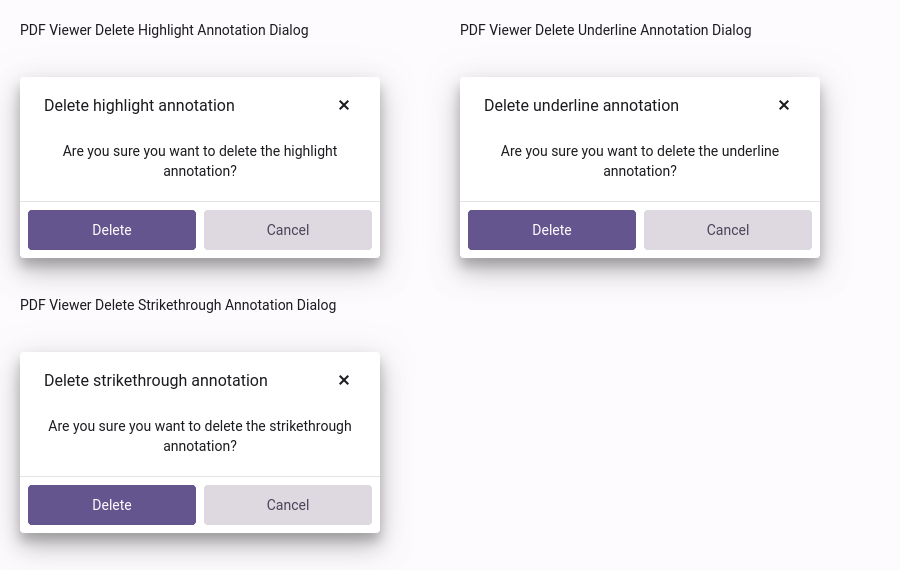 PDF Viewer Delete Highlight Annotation Dialog
Delete highlight annotation
Are you sure you want to delete the highlight
annotation?
Delete
Cancel
PDF Viewer Delete Underline Annotation Dialog
Delete underline annotation
Are you sure you want to delete the underline
annotation?
Delete
Cancel
PDF Viewer Delete Strikethrough Annotation Dialog
Delete strikethrough annotation
Are you sure you want to delete the strikethrough
annotation?
Delete
Cancel